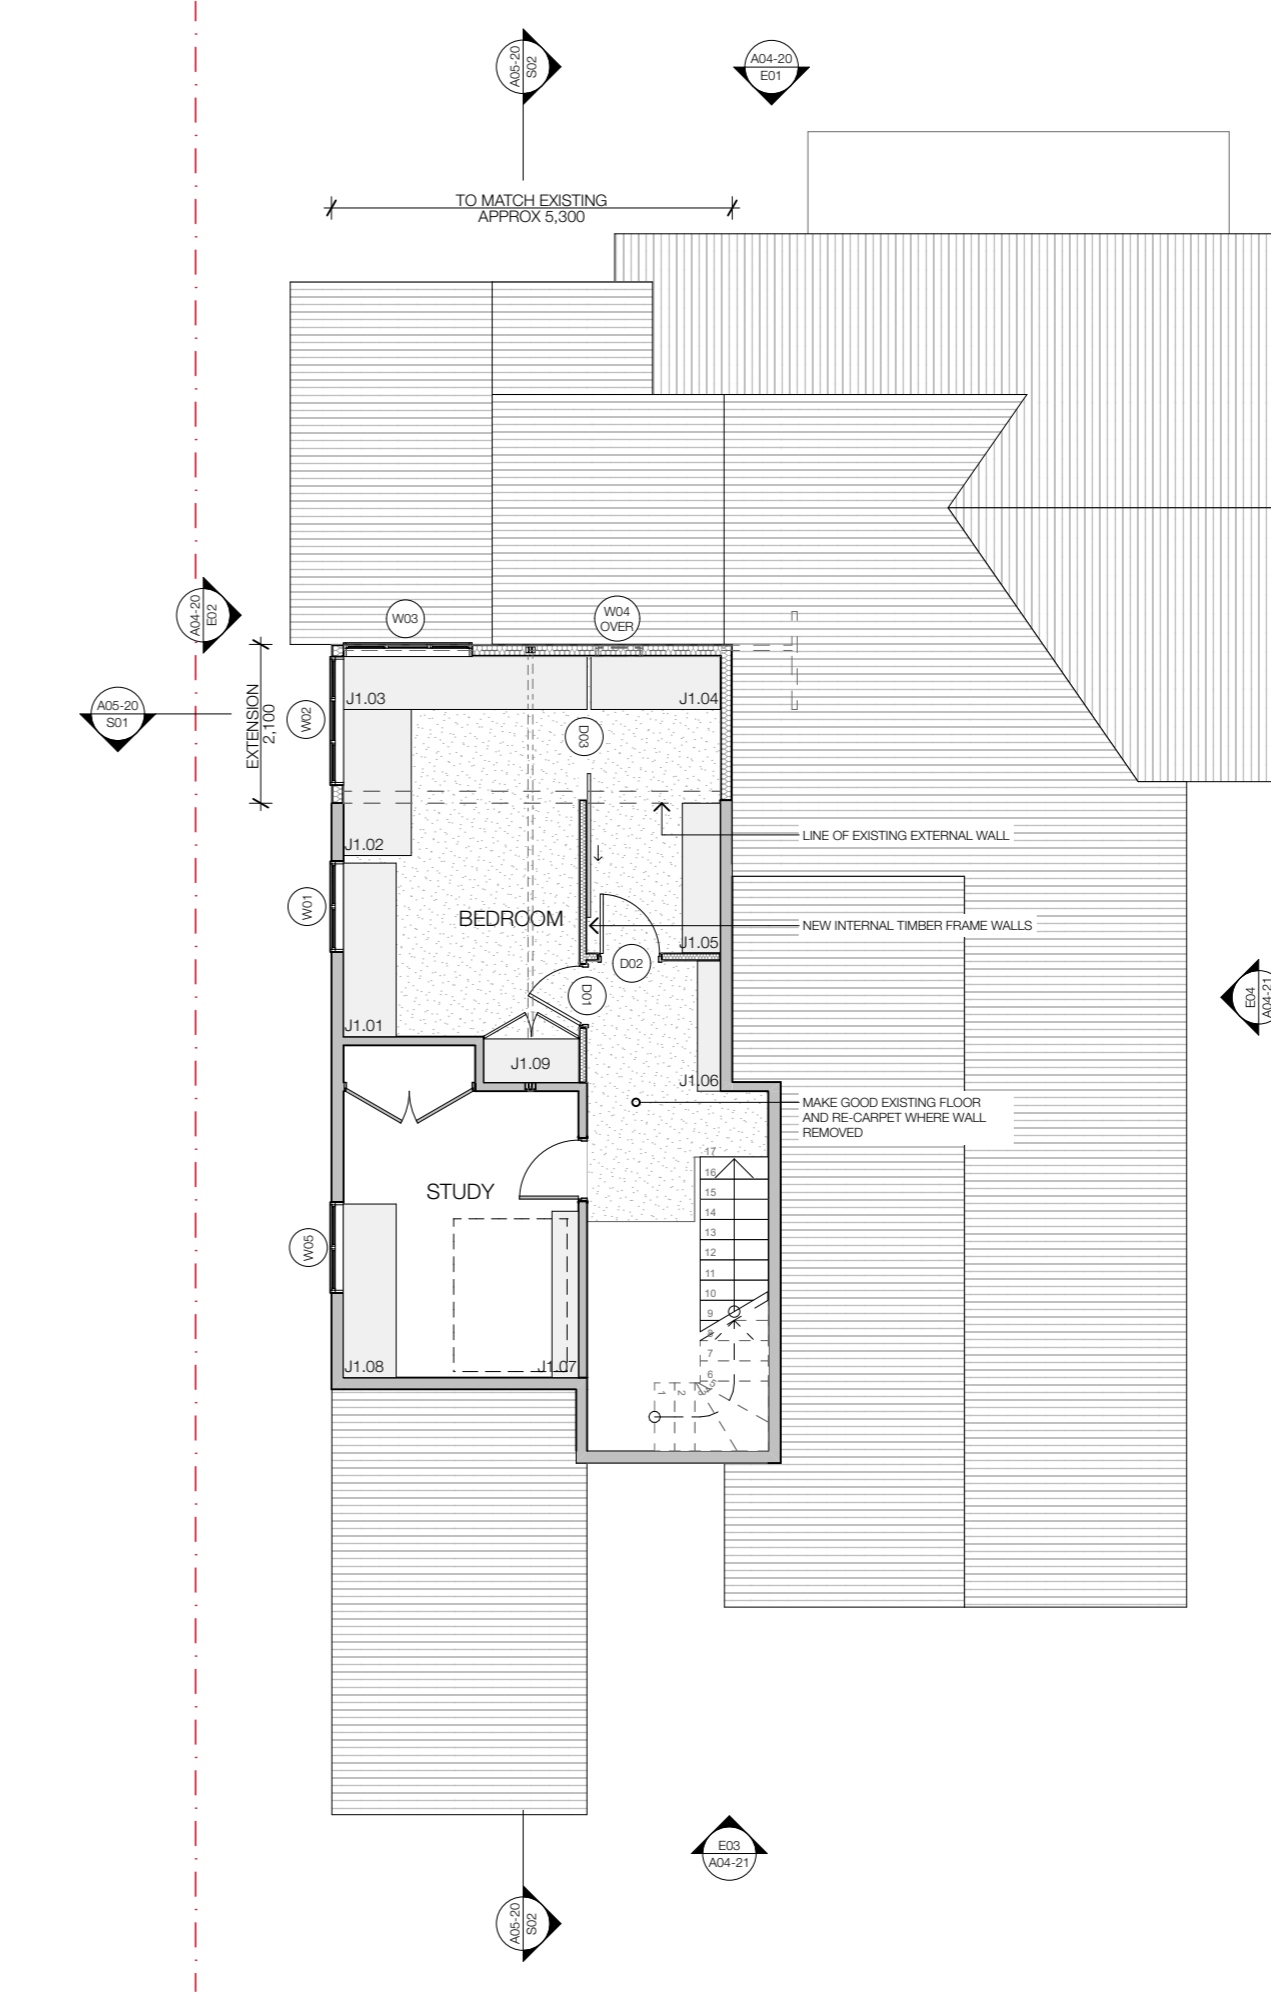 A05-20
S02
A04-20
E01
TO MATCH EXISTING
APPROX 5,300
A04-20
E02
W03
W04
OVER
A05-20
S01
EXTENSION
2,100
W02
J1.03
J1.04
D03
J1.02
LINE OF EXISTING EXTERNAL WALL
W01
BEDROOM
NEW INTERNAL TIMBER FRAME WALLS
J1.05
D02
D01
E04
A04-21
J1.01
J1.09
J1.06
MAKE GOOD EXISTING FLOOR
AND RE-CARPET WHERE WALL
REMOVED
17
16
STUDY
15
14
13
W05
12
11
10
9
8
7
6
5
J1.08
J1.07
1
2
E03
A04-21
A05-20
S02